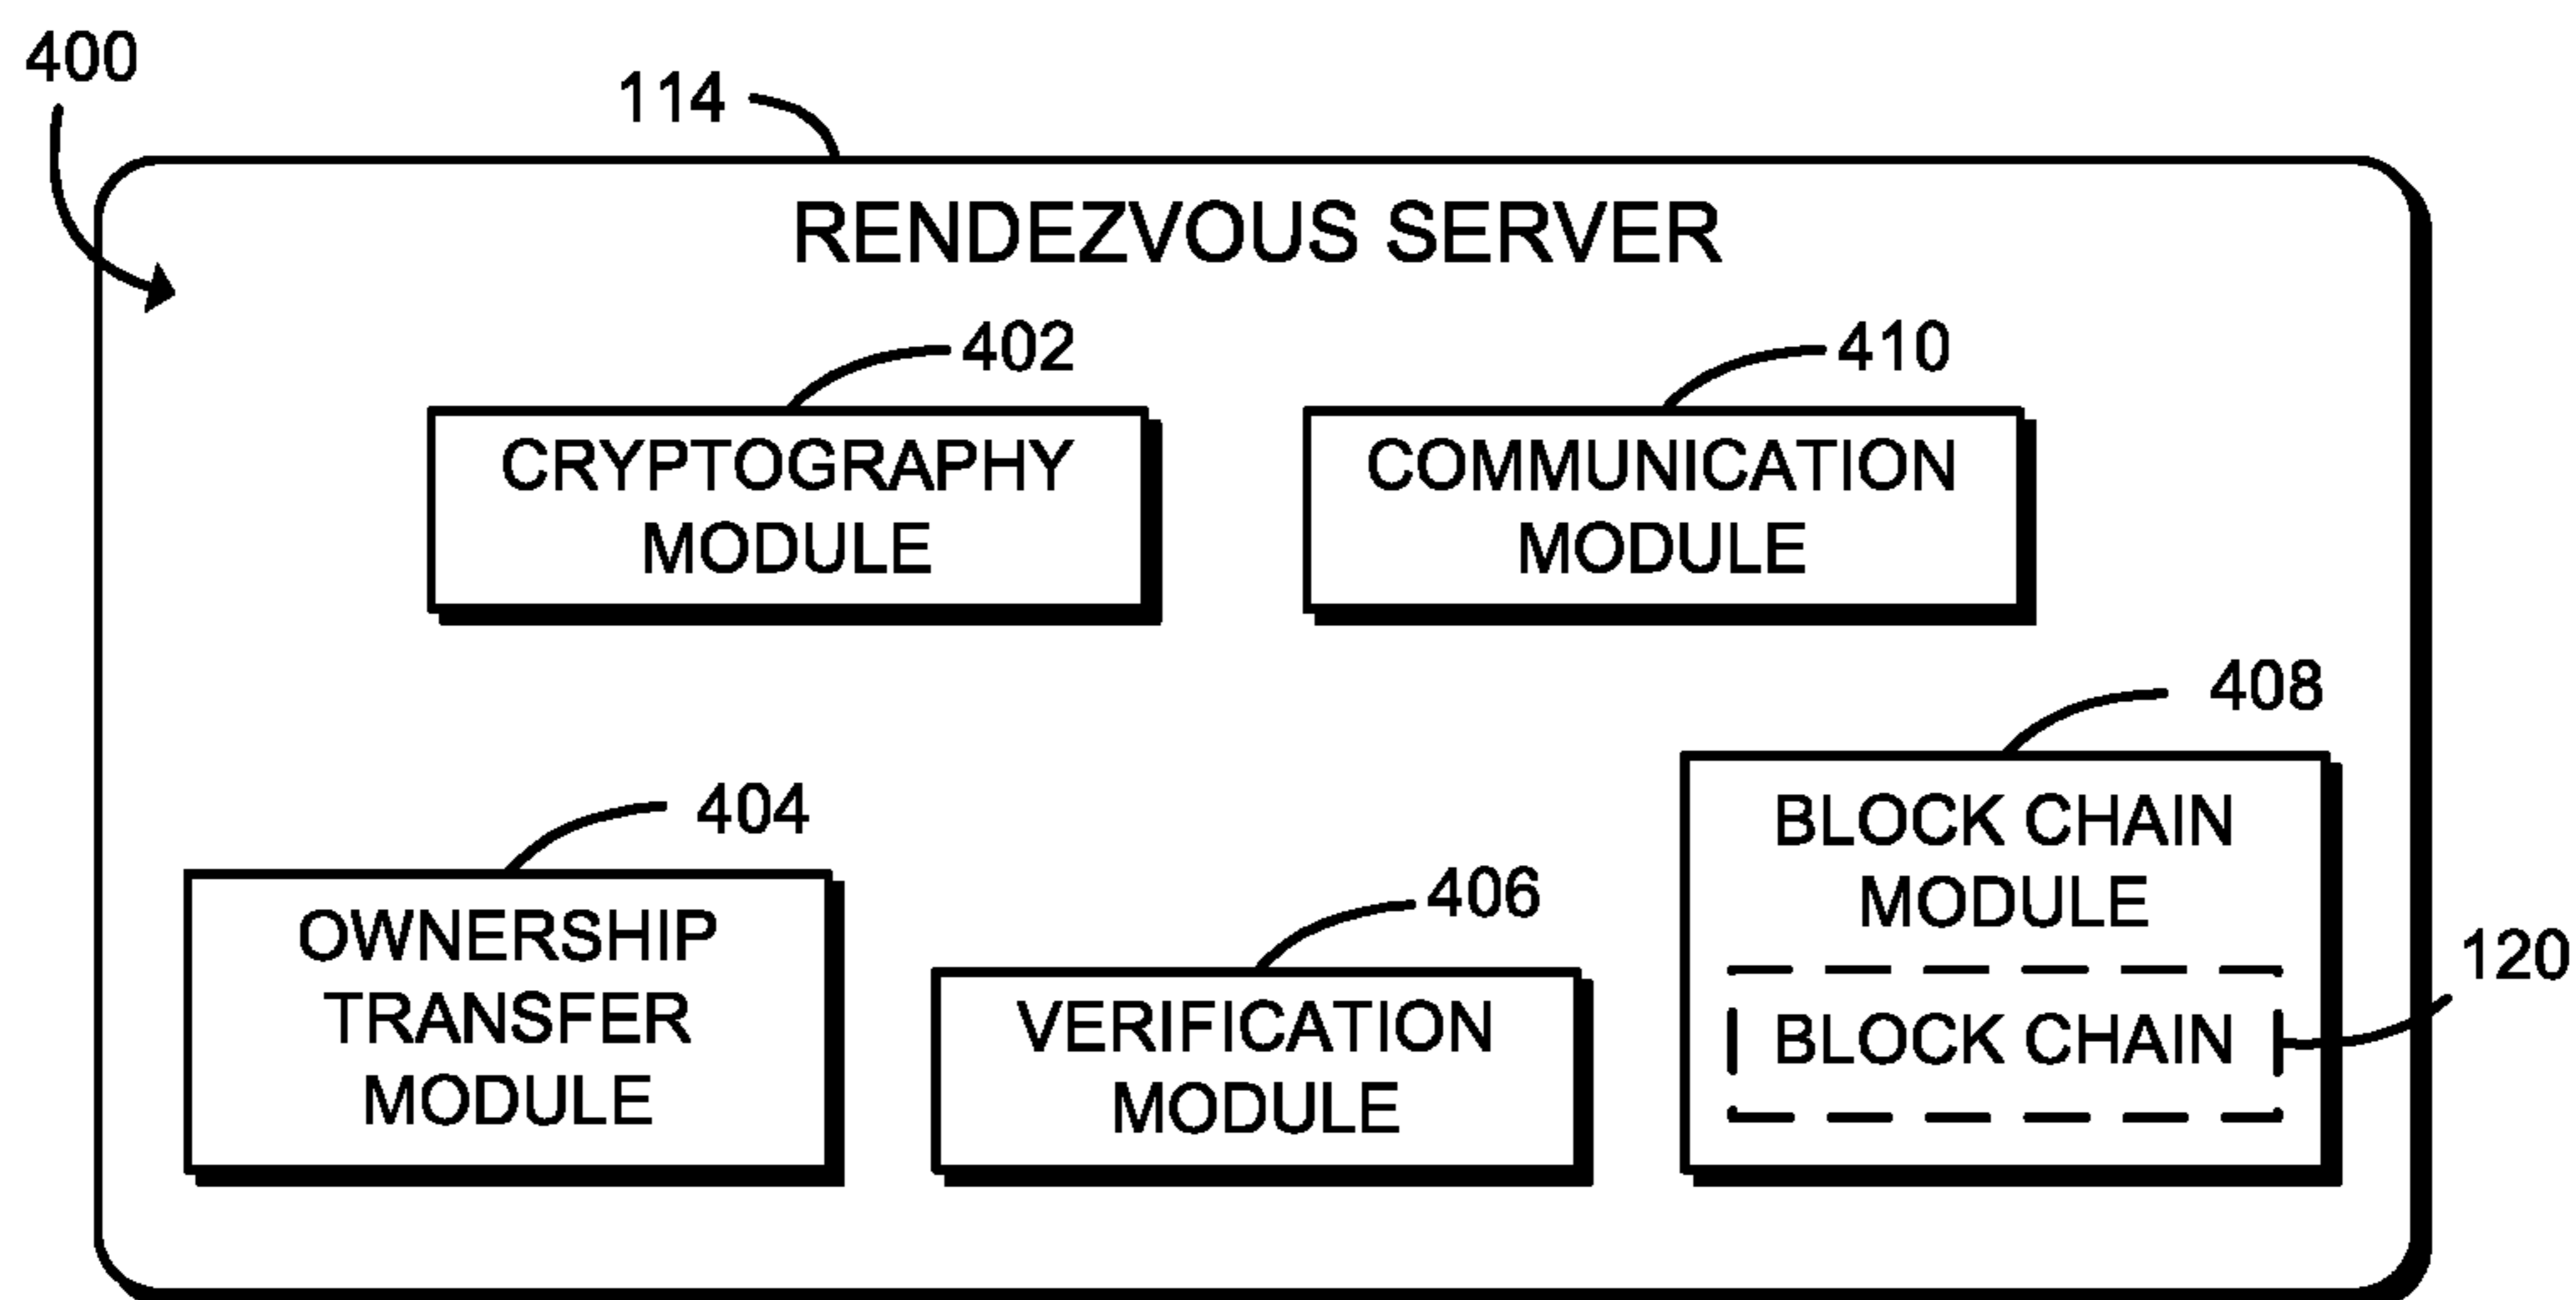 400
114
RENDEZVOUS SERVER
402
410
CRYPTOGRAPHY
MODULE
COMMUNICATION
MODULE
404
OWNERSHIP
TRANSFER
MODULE
406
VERIFICATION
MODULE
408
BLOCK CHAIN
MODULE
BLOCK CHAIN
120